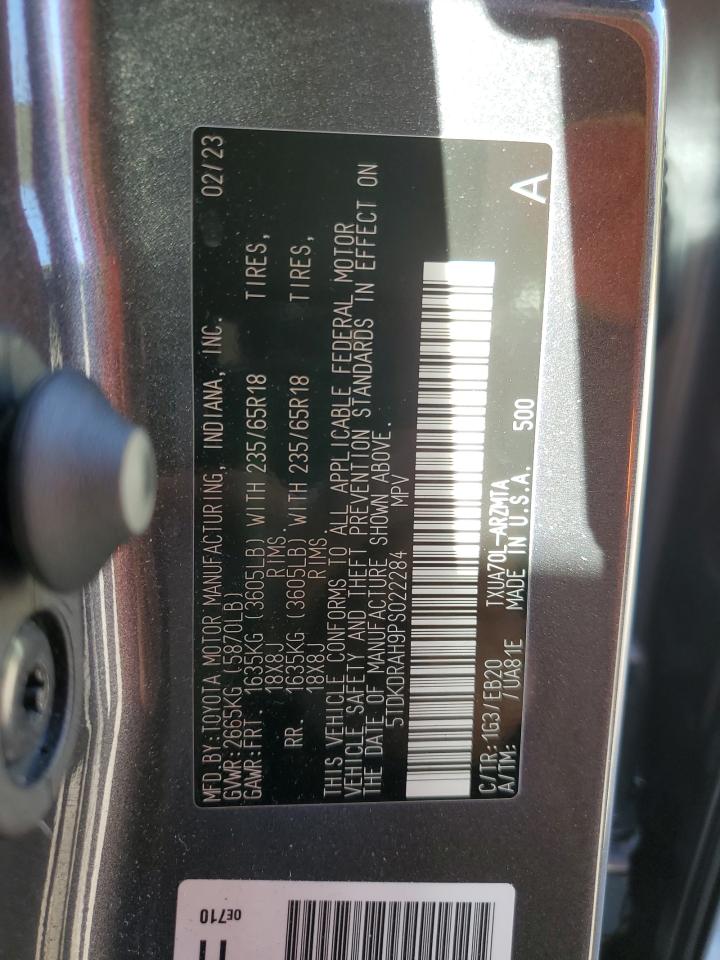 MFD.BY:TOYOTA MOTOR MANUFACTURING, INDIANA, INC. 02/23
GVWR:2665KG (5870LB)
GAWR:FRT. 1635KG (3605LB) WITH 235/65R18 TIRES,
18X8J RIMS.
RR. 1635KG (3605LB) WITH 235/65R18 TIRES,
18X8J RIMS.
THIS VEHICLE CONFORMS TO ALL APPLICABLE FEDERAL MOTOR
VEHICLE SAFETY AND THEFT PREVENTION STANDARDS IN EFFECT ON
THE DATE OF MANUFACTURE SHOWN ABOVE.
5TDKDRAH9PS022284 MPV
C/TR:1G3/EB20 TXUA70L-ARZMTA A
A/TM: /UA81E MADE IN U.S.A. 500
0E710